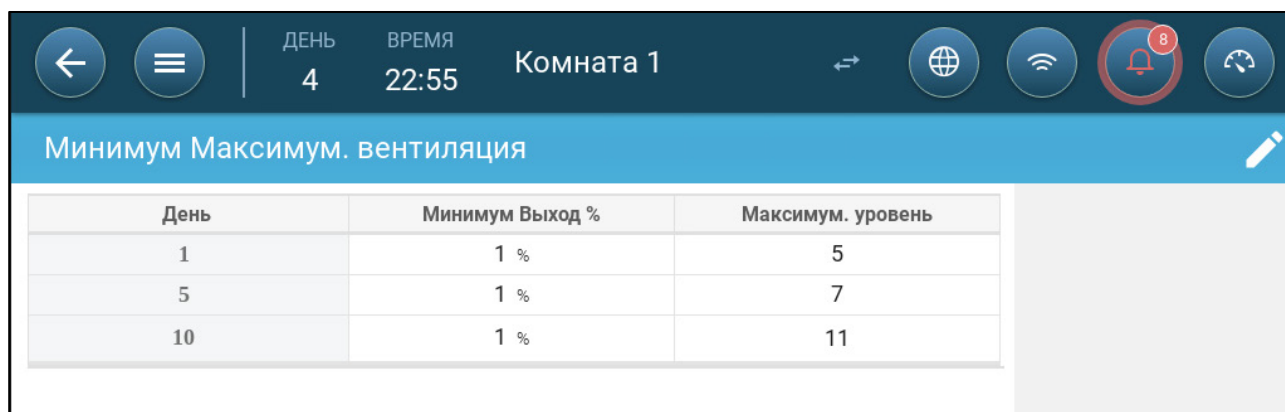 ДЕНЬ ВРЕМЯ
4 22:55 Комната 1 8
Минимум Максимум. вентиляция
День Минимум Выход % Максимум. уровень
1 1 % 5
5 1 % 7
10 1 % 11